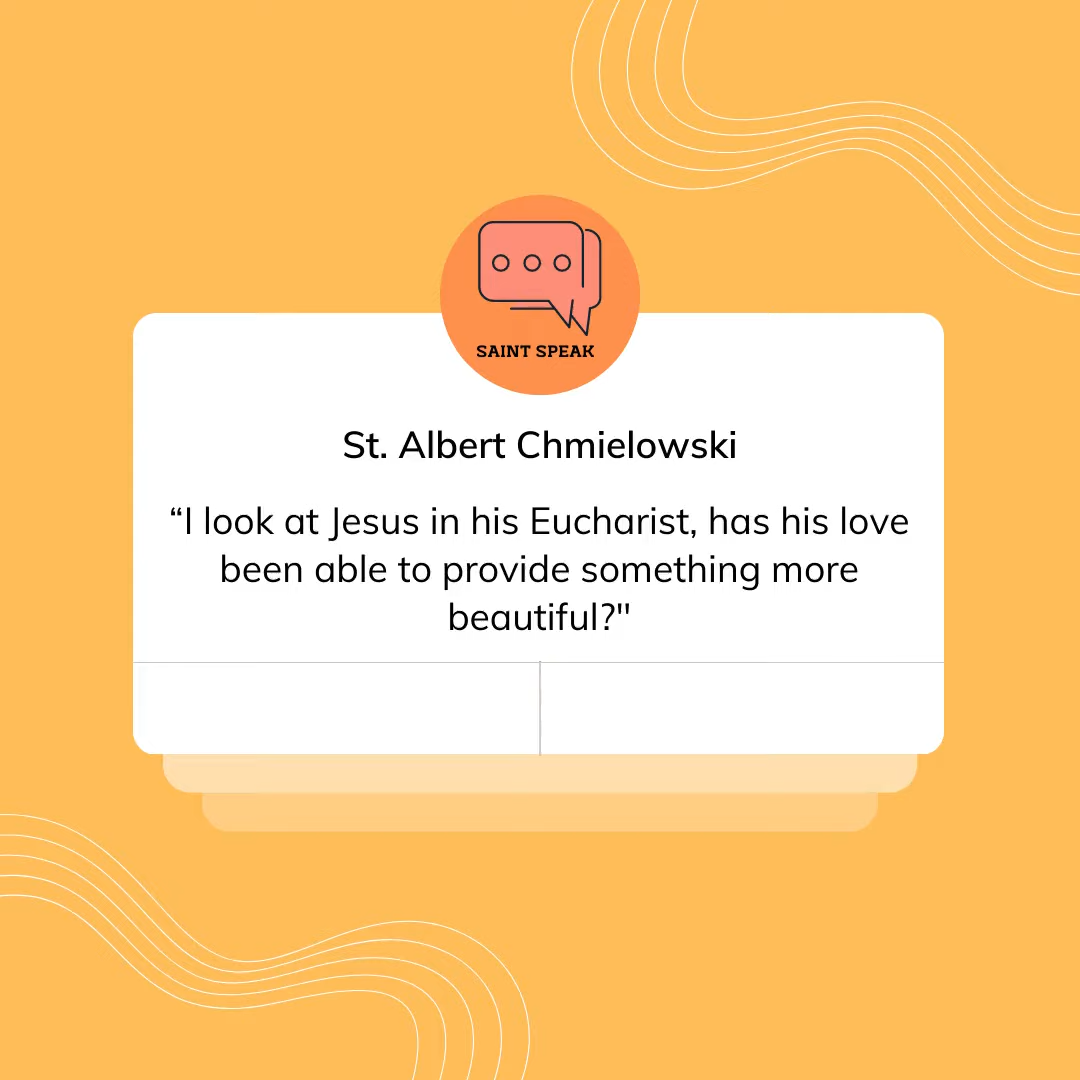 SAINT SPEAK
St. Albert Chmielowski
“I look at Jesus in his Eucharist, has his love
been able to provide something more
beautiful?"